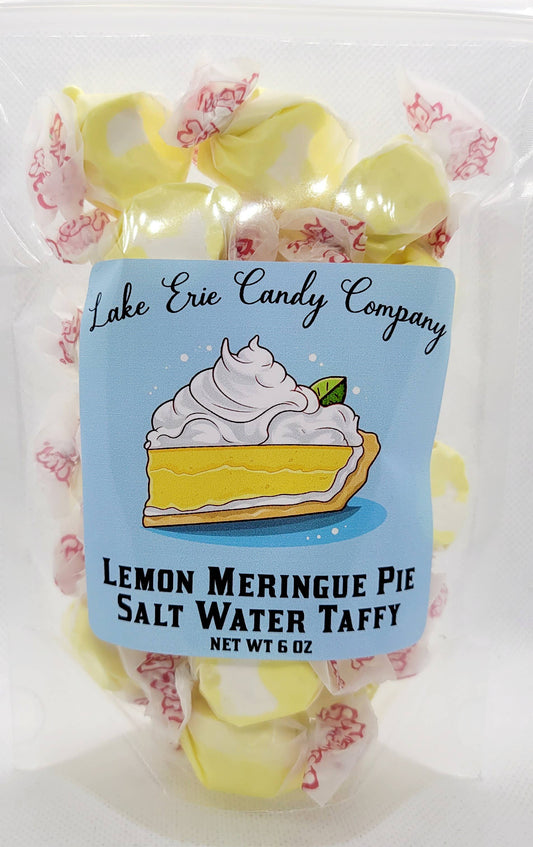 Lake Erie Candy Company
Lemon Meringue Pie
Salt Water Taffy
NET WT 6 OZ